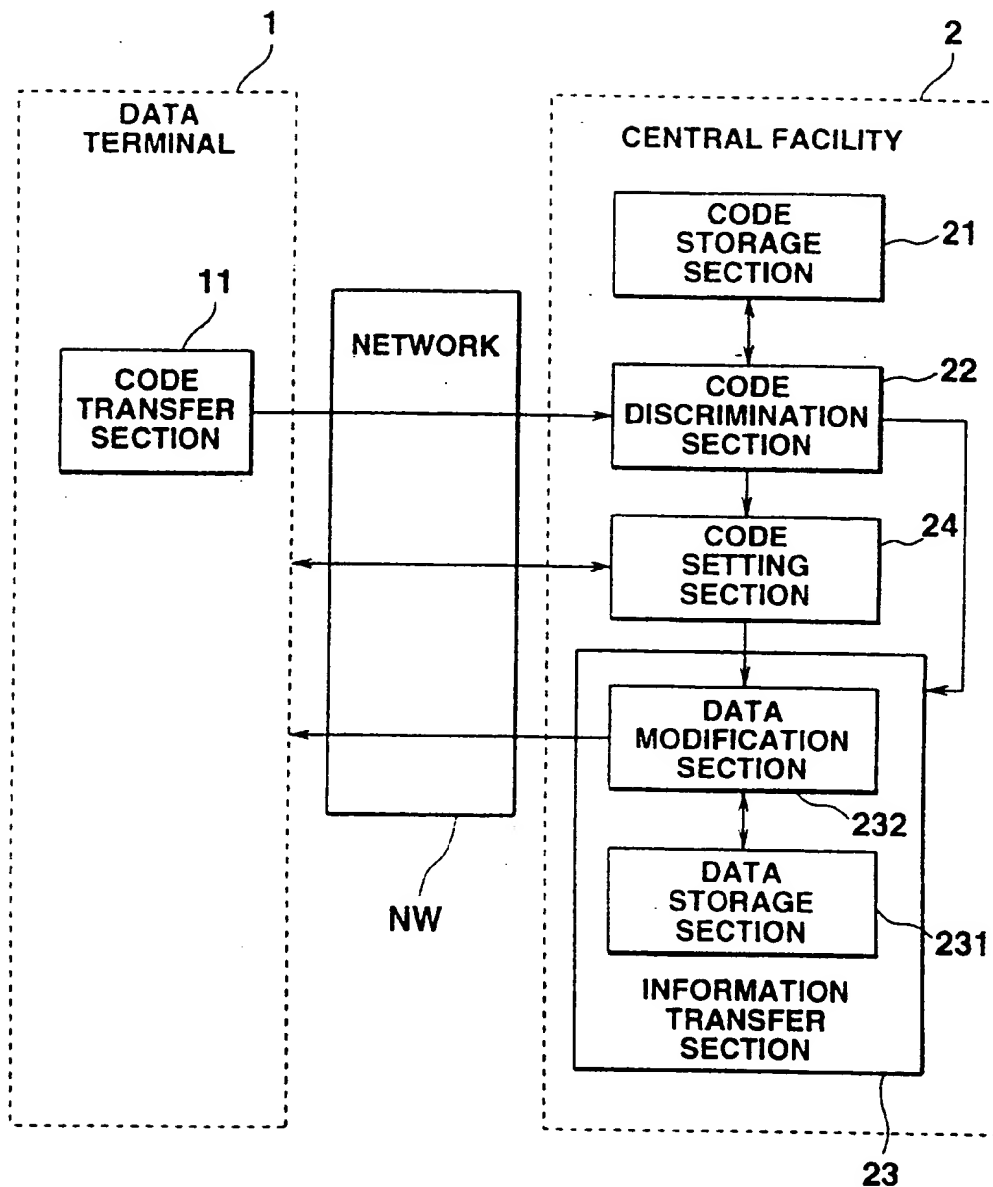 1
2
DATA
TERMINAL
CENTRAL FACILITY
CODE
STORAGE
SECTION
21
11
NETWORK
CODE
TRANSFER
SECTION
CODE
DISCRIMINATION
SECTION
22
CODE
SETTING
SECTION
24
DATA
MODIFICATION
SECTION
232
DATA
STORAGE
SECTION
231
NW
INFORMATION
TRANSFER
SECTION
23